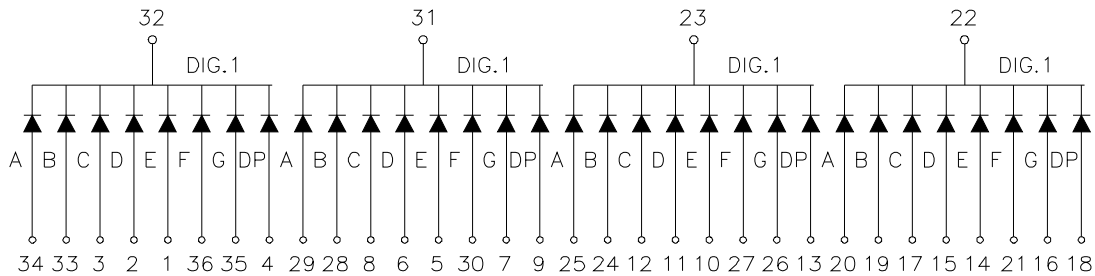 32 31 23 22
DIG.1 DIG.1 DIG.1 DIG.1
A B C D E F G DP A B C D E F G DP A B C D E F G DP A B C D E F G DP
34 33 3 2 1 36 35 4 29 28 8 6 5 30 7 9 25 24 12 11 10 27 26 13 20 19 17 15 14 21 16 18